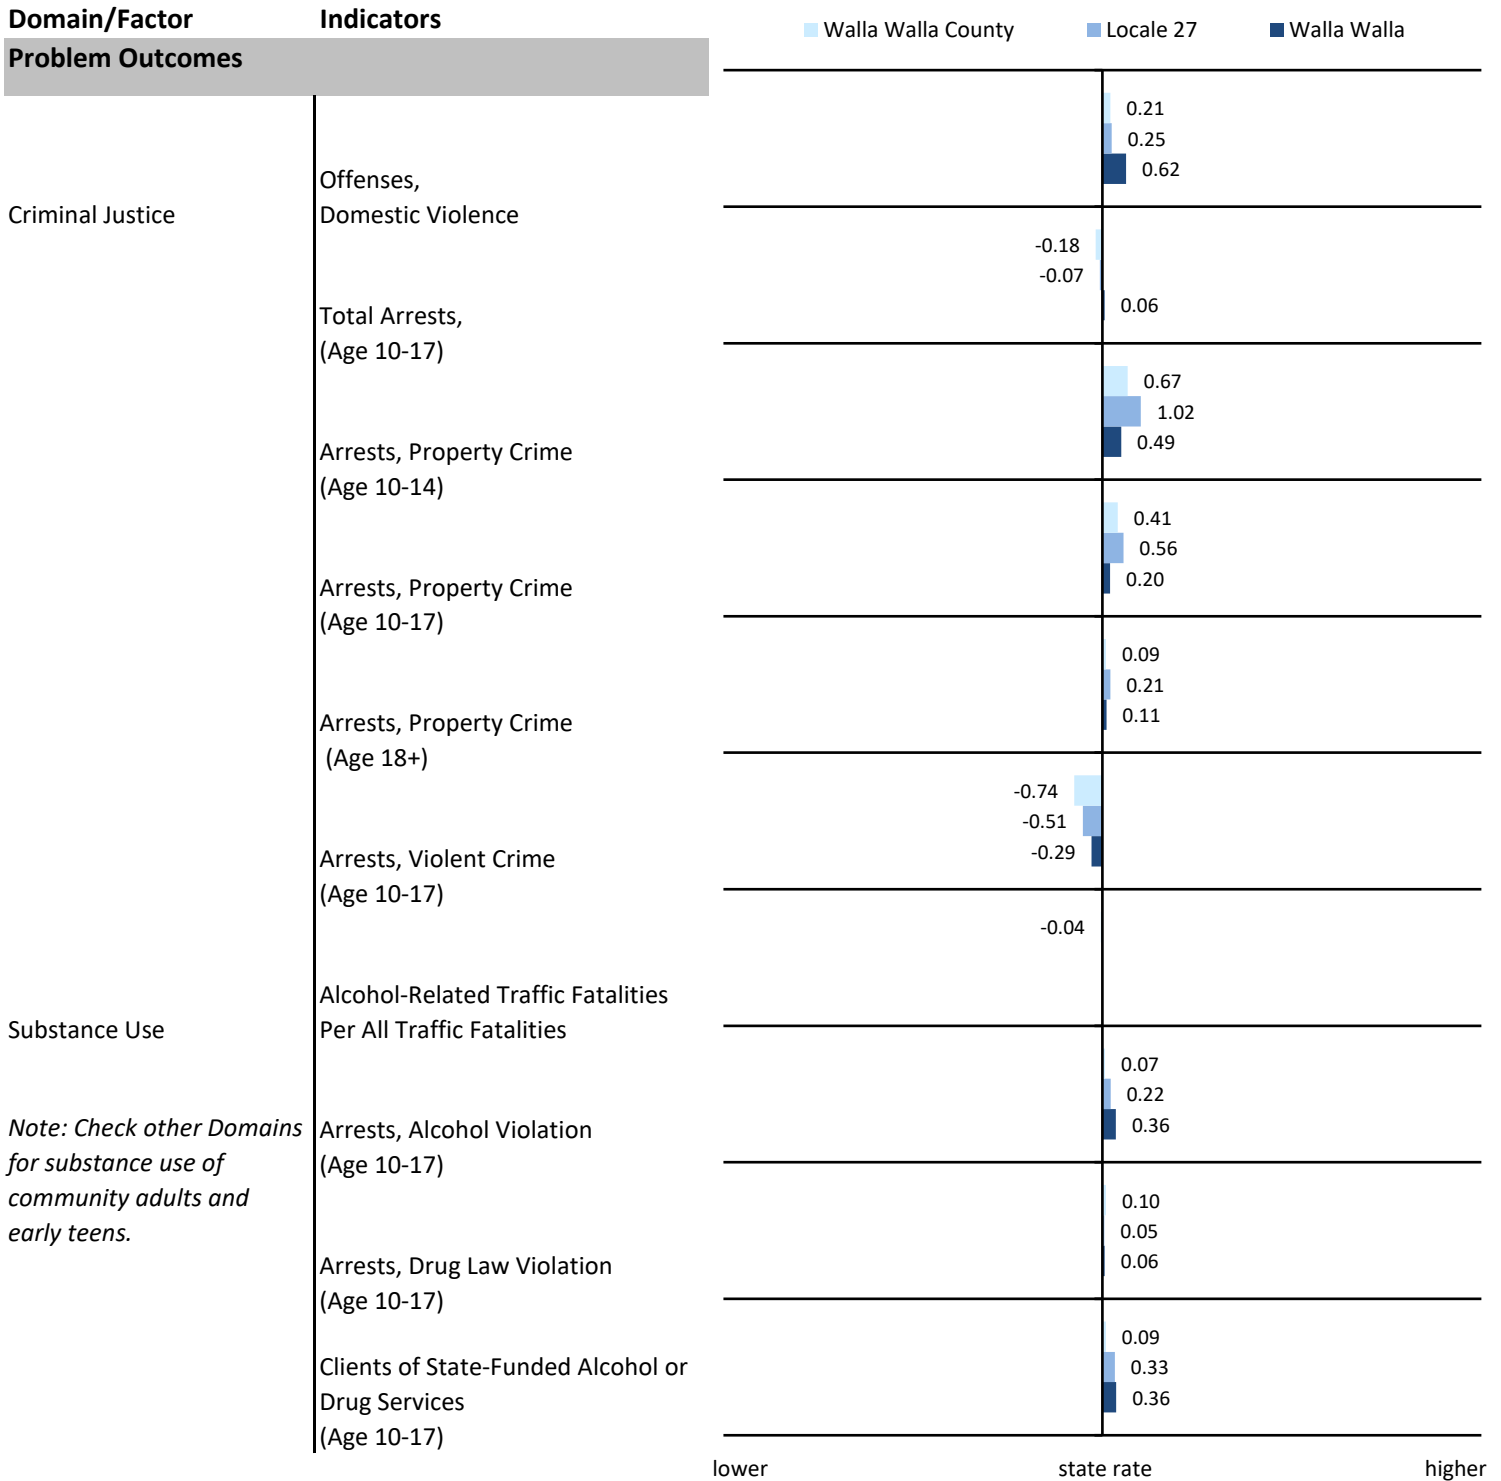 Domain/Factor Indicators
Walla Walla County Locale 27 Walla Walla
Problem Outcomes
0.21
0.25
0.62
Offenses,
Criminal Justice Domestic Violence
-0.18
-0.07
0.06
Total Arrests,
(Age 10-17)
0.67
1.02
0.49
Arrests, Property Crime
(Age 10-14)
0.41
0.56
0.20
Arrests, Property Crime
(Age 10-17)
0.09
0.21
0.11
Arrests, Property Crime
(Age 18+)
-0.74
-0.51
-0.29
Arrests, Violent Crime
(Age 10-17)
-0.04
Alcohol-Related Traffic Fatalities
Substance Use Per All Traffic Fatalities
0.07
0.22
0.36
Note: Check other Domains
for substance use of
community adults and
early teens.
Arrests, Alcohol Violation
(Age 10-17)
0.10
0.05
0.06
Arrests, Drug Law Violation
(Age 10-17)
0.09
0.33
0.36
Clients of State-Funded Alcohol or
Drug Services
(Age 10-17)
lower state rate higher